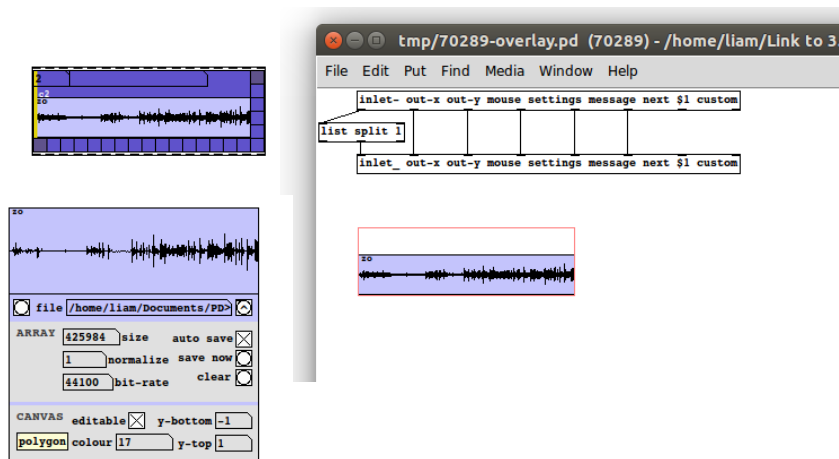 2
c2
zo
zo
file /home/liam/Documents/PD>
ARRAY 425984 size auto save
1 normalize save now
44100 bit-rate clear
CANVAS editable y-bottom -1
polygon colour 17 y-top 1
tmp/70289-overlay.pd (70289) - /home/liam/Link to 3.
File Edit Put Find Media Window Help
inlet- out-x out-y mouse settings message next $1 custom
list split 1
inlet_ out-x out-y mouse settings message next $1 custom
zo